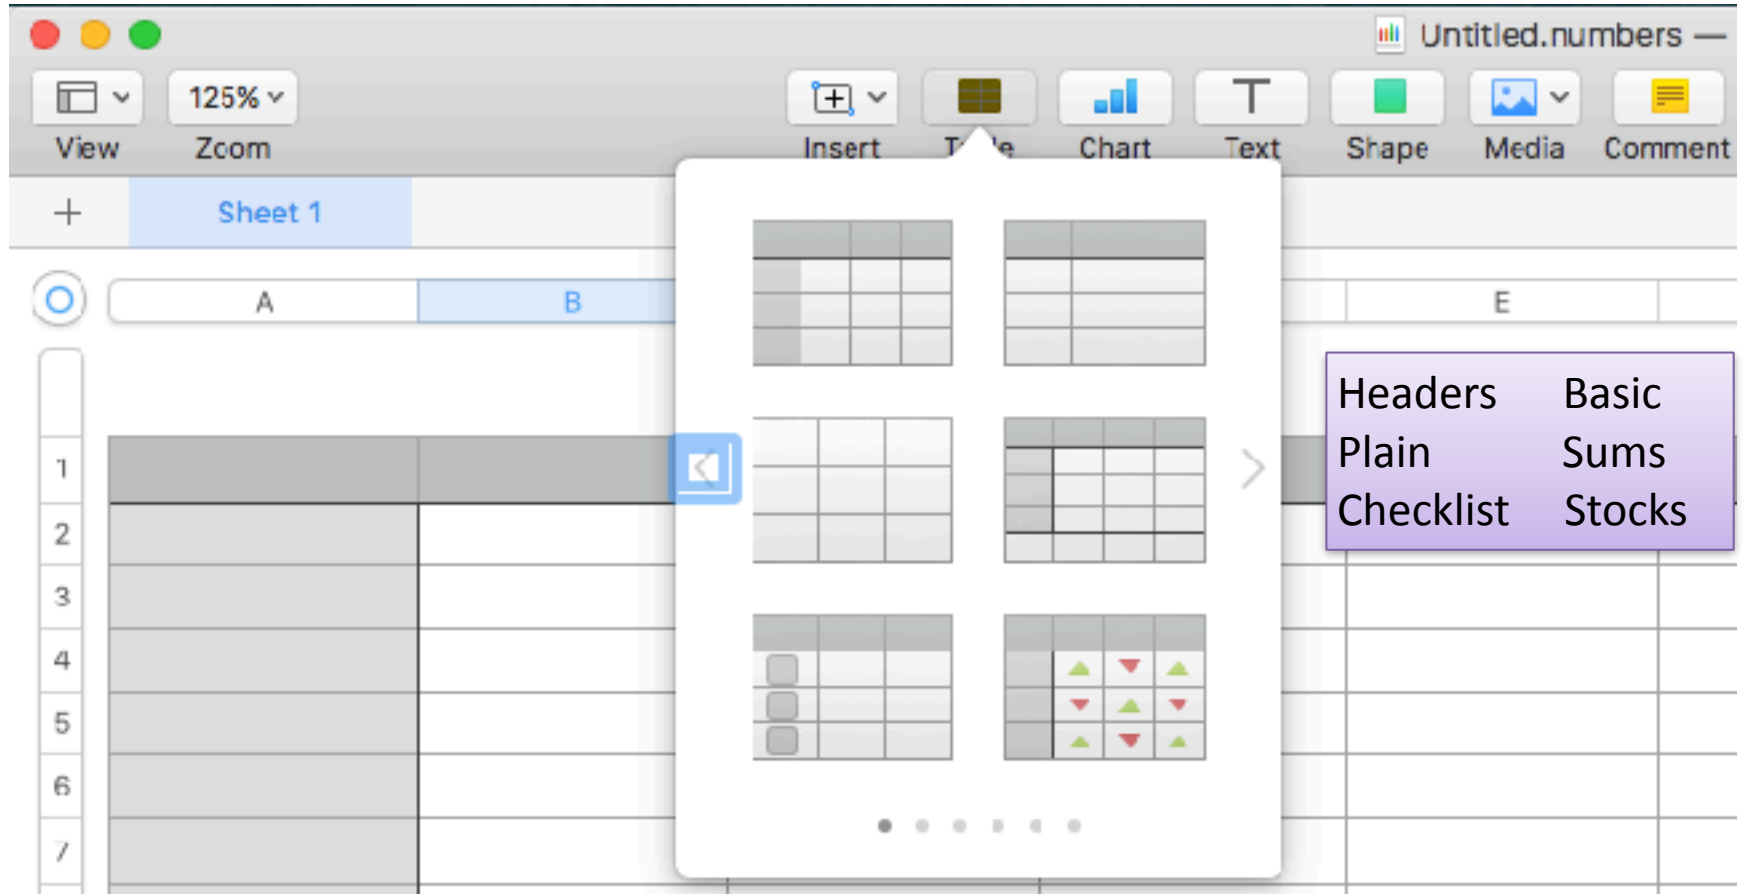 Untitled.numbers —
125%
View Zoom Insert Table Chart Text Shape Media Comment
+ Sheet 1
A B E
Headers Basic
Plain Sums
Checklist Stocks
1
2
3
4
5
6
7